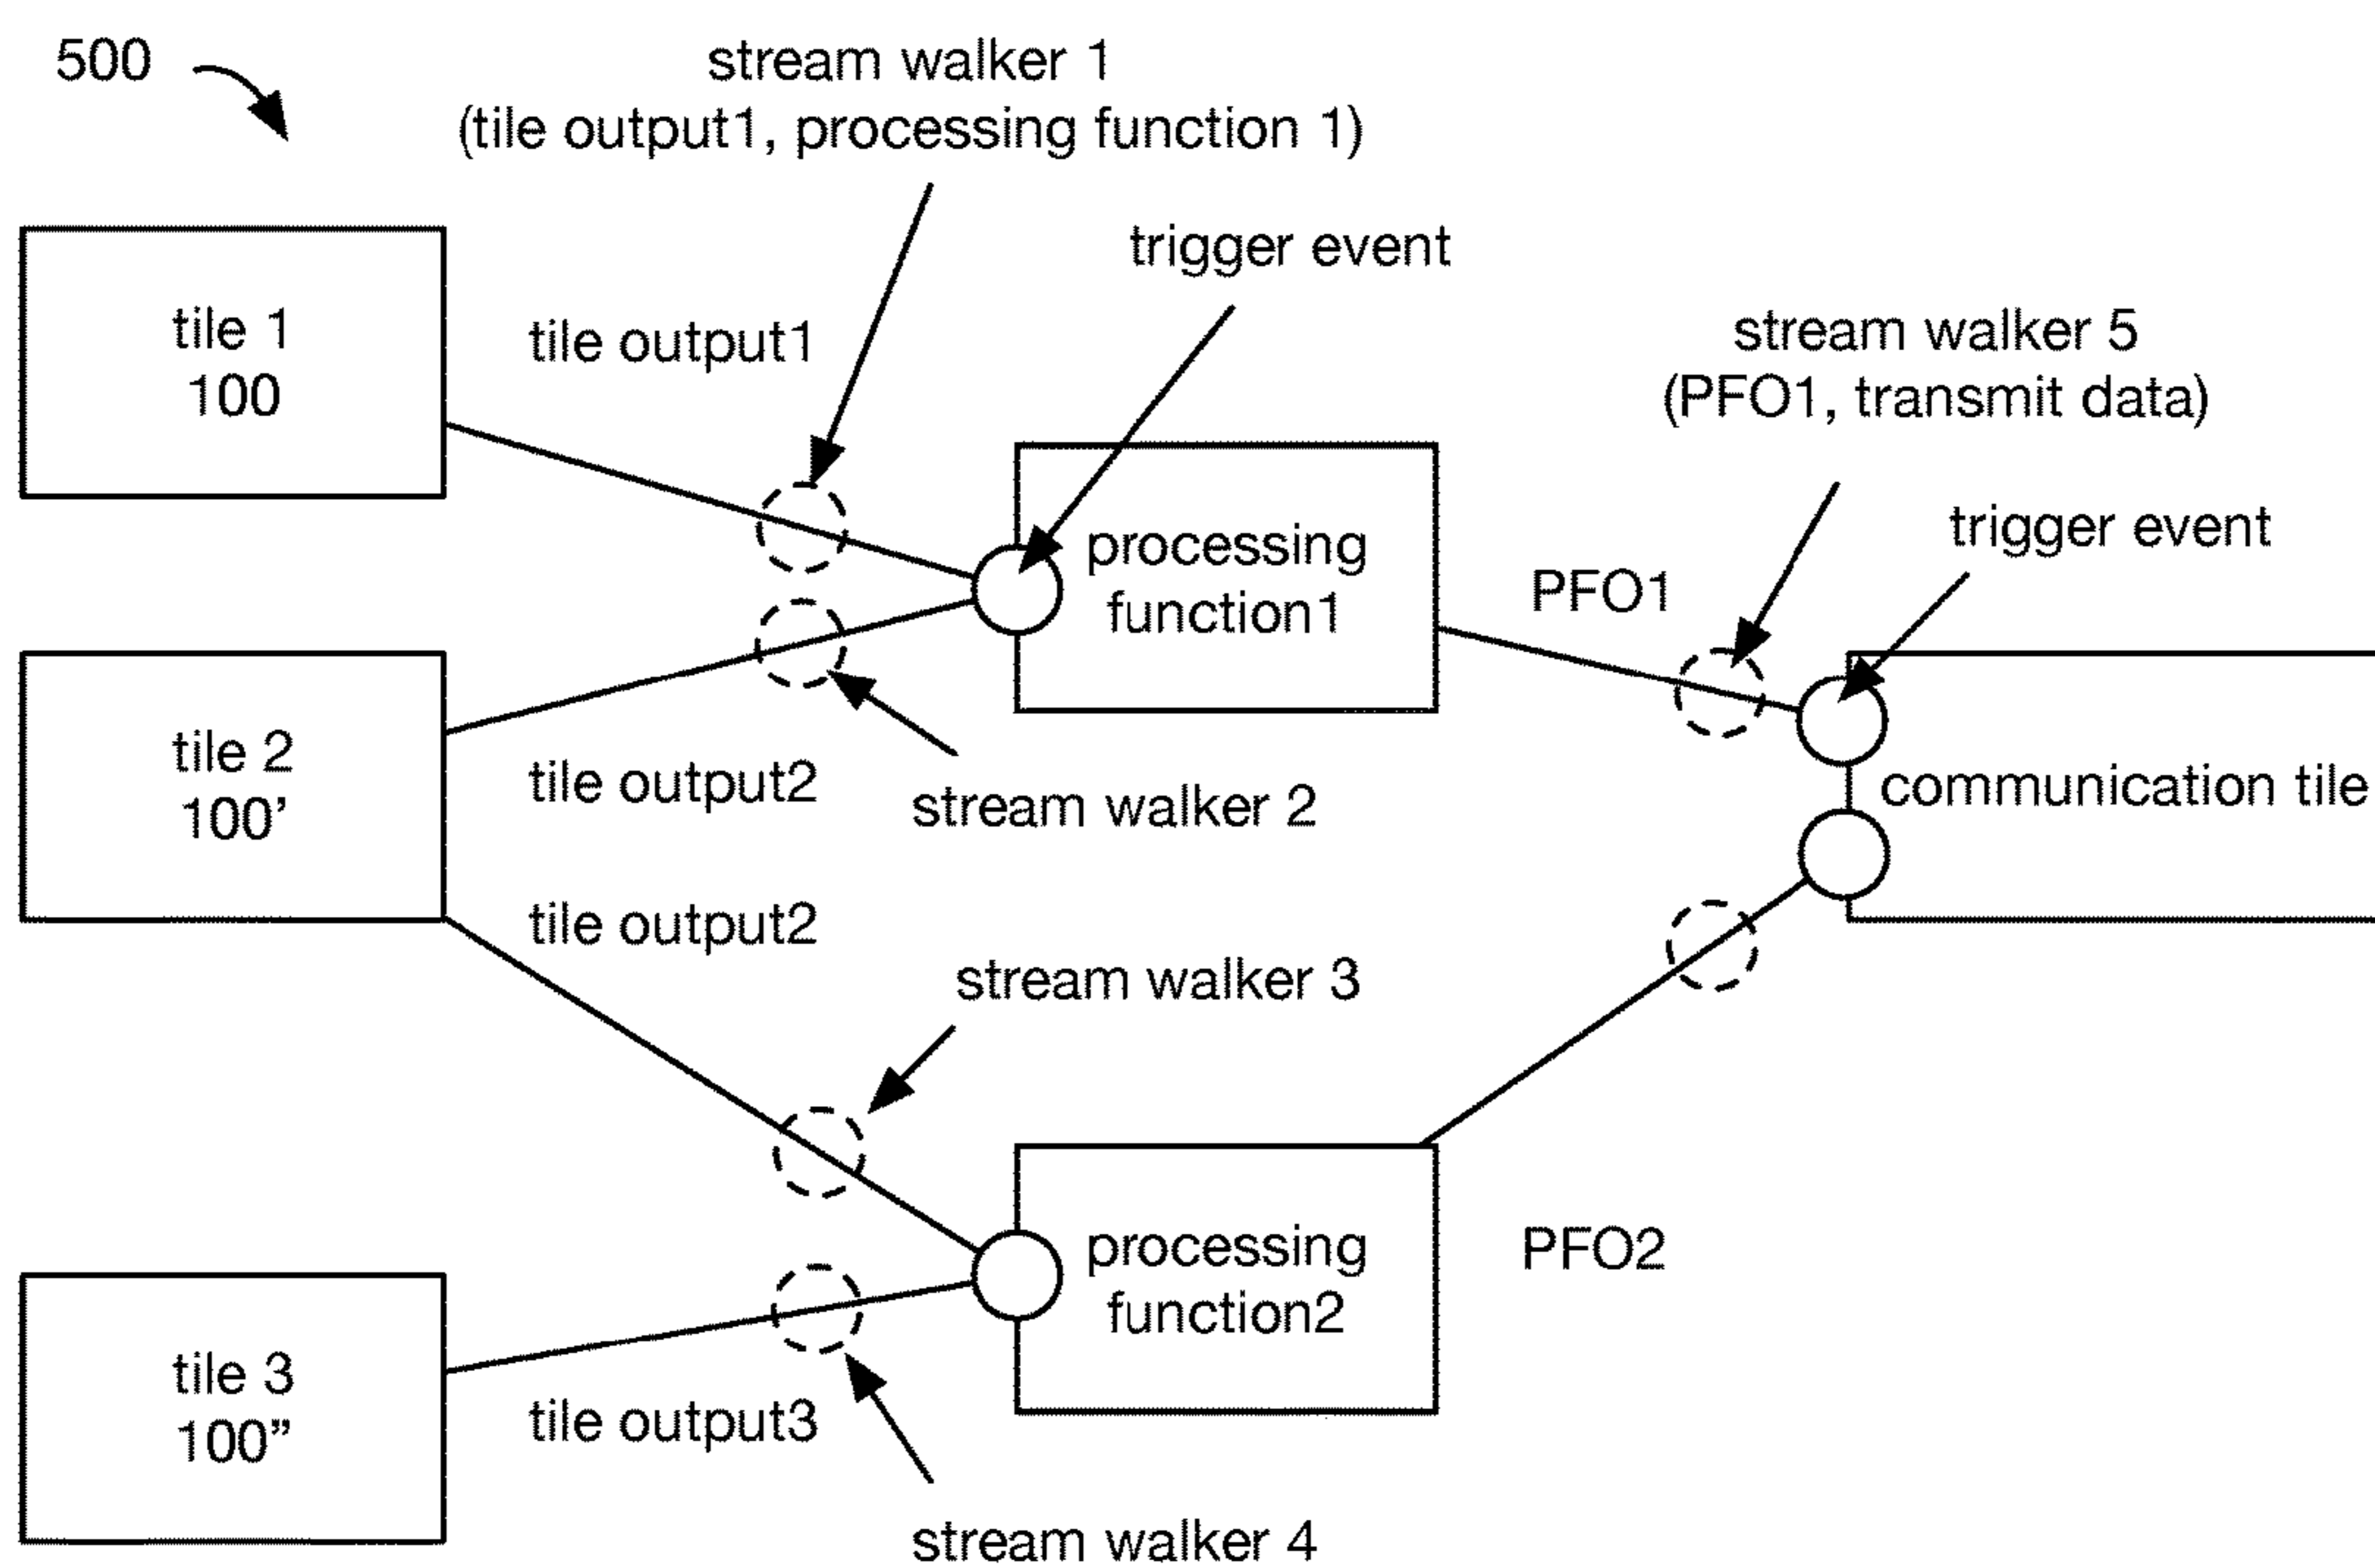 500
stream walker 1
(tile output1, processing function 1)
trigger event
tile 1
100
tile output1
stream walker 5
(PFO1, transmit data)
trigger event
processing
function1
PFO1
tile 2
100’
tile output2
stream walker 2
communication tile
tile output2
stream walker 3
processing
function2
PFO2
tile 3
100”
tile output3
stream walker 4